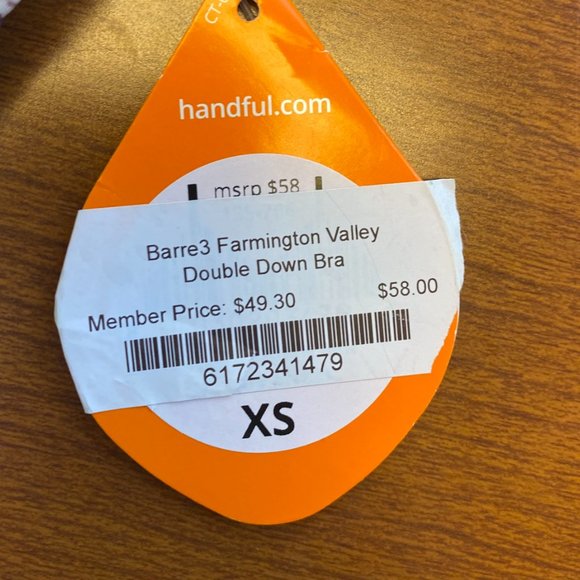 handful.com
msrp $58
Barre3 Farmington Valley
Double Down Bra
Member Price: $49.30 $58.00
6172341479
XS